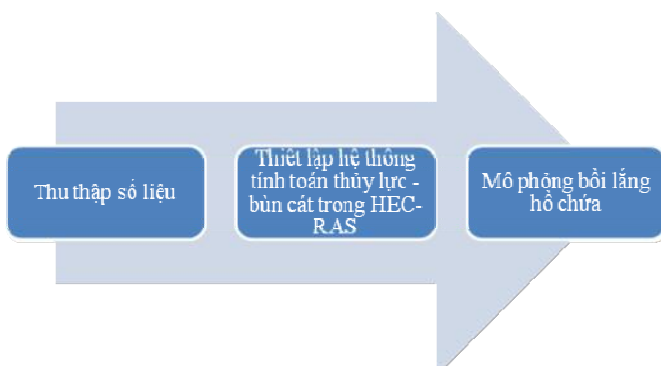 Thu thập số liệu
Thiết lập hệ thống
tính toán thủy lực -
bùn cát trong HEC-
RAS
Mô phỏng bồi lắng
hồ chứa